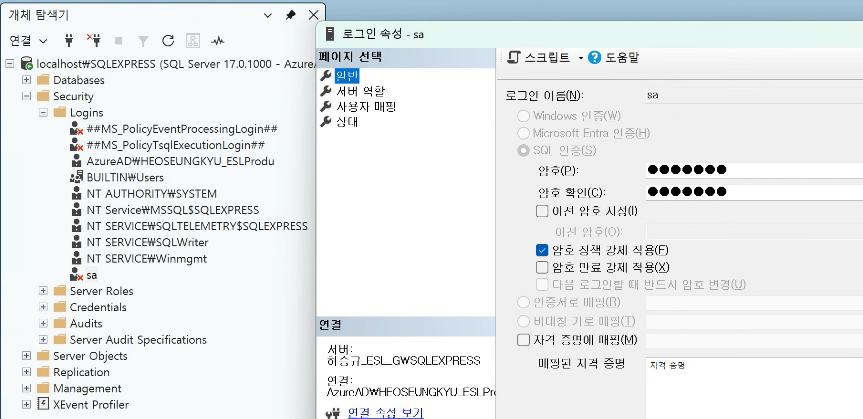 개체 탐색기
연결
localhost₩SQLEXPRESS (SQL Server 17.0.1000 - Azure
Databases
Security
Logins
##MS_PolicyEventProcessingLogin##
##MS_PolicyTsqlExecutionLogin##
AzureAD₩HEOSEUNGKYU_ESLProdu
BUILTIN₩Users
NT AUTHORITY₩SYSTEM
NT Service₩MSSQL$SQLEXPRESS
NT SERVICE₩SQLTELEMETRY$SQLEXPRESS
NT SERVICE₩SQLWriter
NT SERVICE₩Winmgmt
sa
Server Roles
Credentials
Audits
Server Audit Specifications
Server Objects
Replication
Management
XEvent Profiler
로그인 속성 - sa
페이지 선택
일반
서버 역할
사용자 매핑
상태
연결
서버:
허승규_ESL_G₩SQLEXPRESS
연결:
AzureAD₩HEOSEUNGKYU_ESLPr
연결 속성 보기
스크립트
도움말
로그인 이름(N): sa
Windows 인증(W)
Microsoft Entra 인증(H)
SQL 인증(S)
암호(P): ●●●●●●●
암호 확인(C): ●●●●●●●
이전 암호 지정(I)
이전 암호(O):
암호 정책 강제 적용(F)
암호 만료 강제 적용(X)
다음 로그인할 때 반드시 암호 변경(U)
인증서로 매핑(R)
비대칭 키로 매핑(T)
자격 증명에 매핑(M)
매핑된 자격 증명 자격 증명